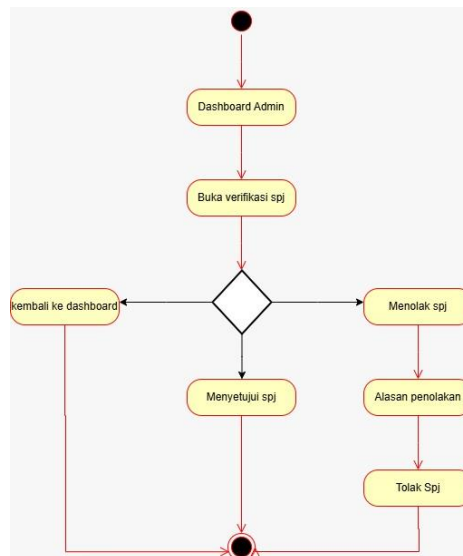 Dashboard Admin
Buka verifikasi spj
kembali ke dashboard
Menolak spj
Menyetujui spj
Alasan penolakan
Tolak Spj